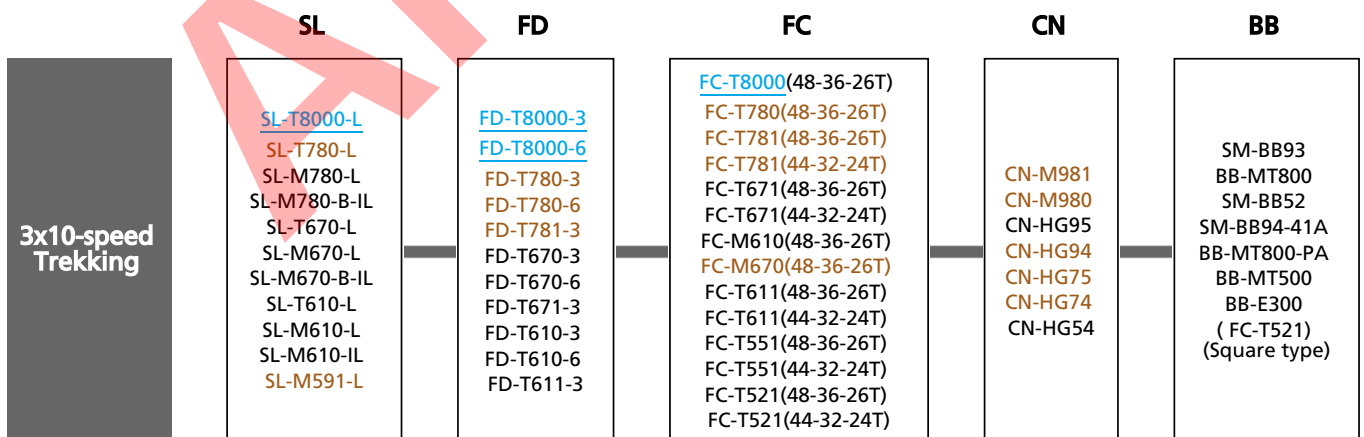 SL
FD
FC
CN
BB
3x10-speed
Trekking
SL-T8000-L
SL-T780-L
SL-M780-L
SL-M780-B-IL
SL-T670-L
SL-M670-L
SL-M670-B-IL
SL-T610-L
SL-M610-L
SL-M610-IL
SL-M591-L
FD-T8000-3
FD-T8000-6
FD-T780-3
FD-T780-6
FD-T781-3
FD-T670-3
FD-T670-6
FD-T671-3
FD-T610-3
FD-T610-6
FD-T611-3
FC-T8000(48-36-26T)
FC-T780(48-36-26T)
FC-T781(48-36-26T)
FC-T781(44-32-24T)
FC-T671(48-36-26T)
FC-T671(44-32-24T)
FC-M610(48-36-26T)
FC-M670(48-36-26T)
FC-T611(48-36-26T)
FC-T611(44-32-24T)
FC-T551(48-36-26T)
FC-T551(44-32-24T)
FC-T521(48-36-26T)
FC-T521(44-32-24T)
CN-M981
CN-M980
CN-HG95
CN-HG94
CN-HG75
CN-HG74
CN-HG54
SM-BB93
BB-MT800
SM-BB52
SM-BB94-41A
BB-MT800-PA
BB-MT500
BB-E300
( FC-T521)
(Square type)